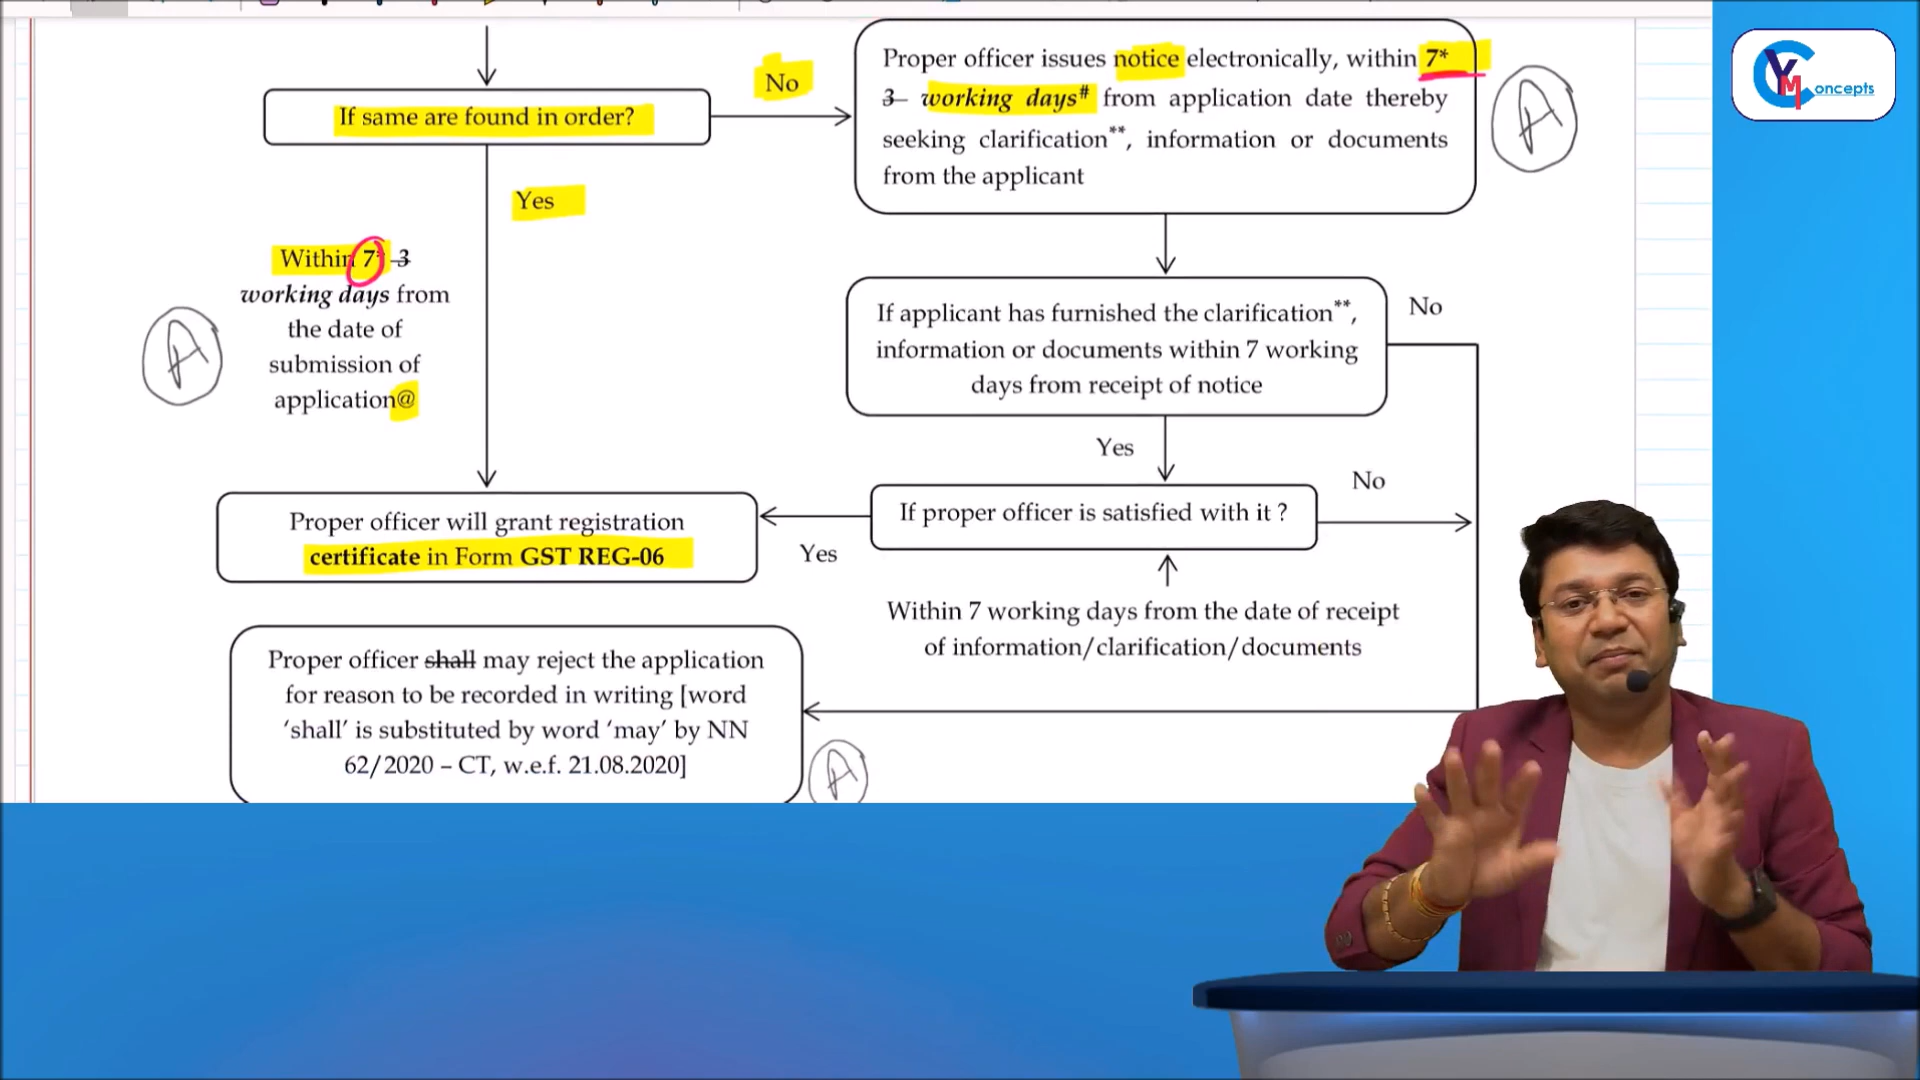 No
If same are found in order?
Proper officer issues notice electronically, within 7*
3 working days# from application date thereby
seeking clarification**, information or documents
from the applicant
A
Yes
Within 7* 3
working days from
the date of
submission of
application@
A
If applicant has furnished the clarification**,
information or documents within 7 working
days from receipt of notice
No
Yes
If proper officer is satisfied with it ?
No
Yes
Proper officer will grant registration
certificate in Form GST REG-06
Within 7 working days from the date of receipt
of information/clarification/documents
Proper officer shall may reject the application
for reason to be recorded in writing [word
‘shall’ is substituted by word ‘may’ by NN
62/2020 – CT, w.e.f. 21.08.2020]
A
CYM
oncepts